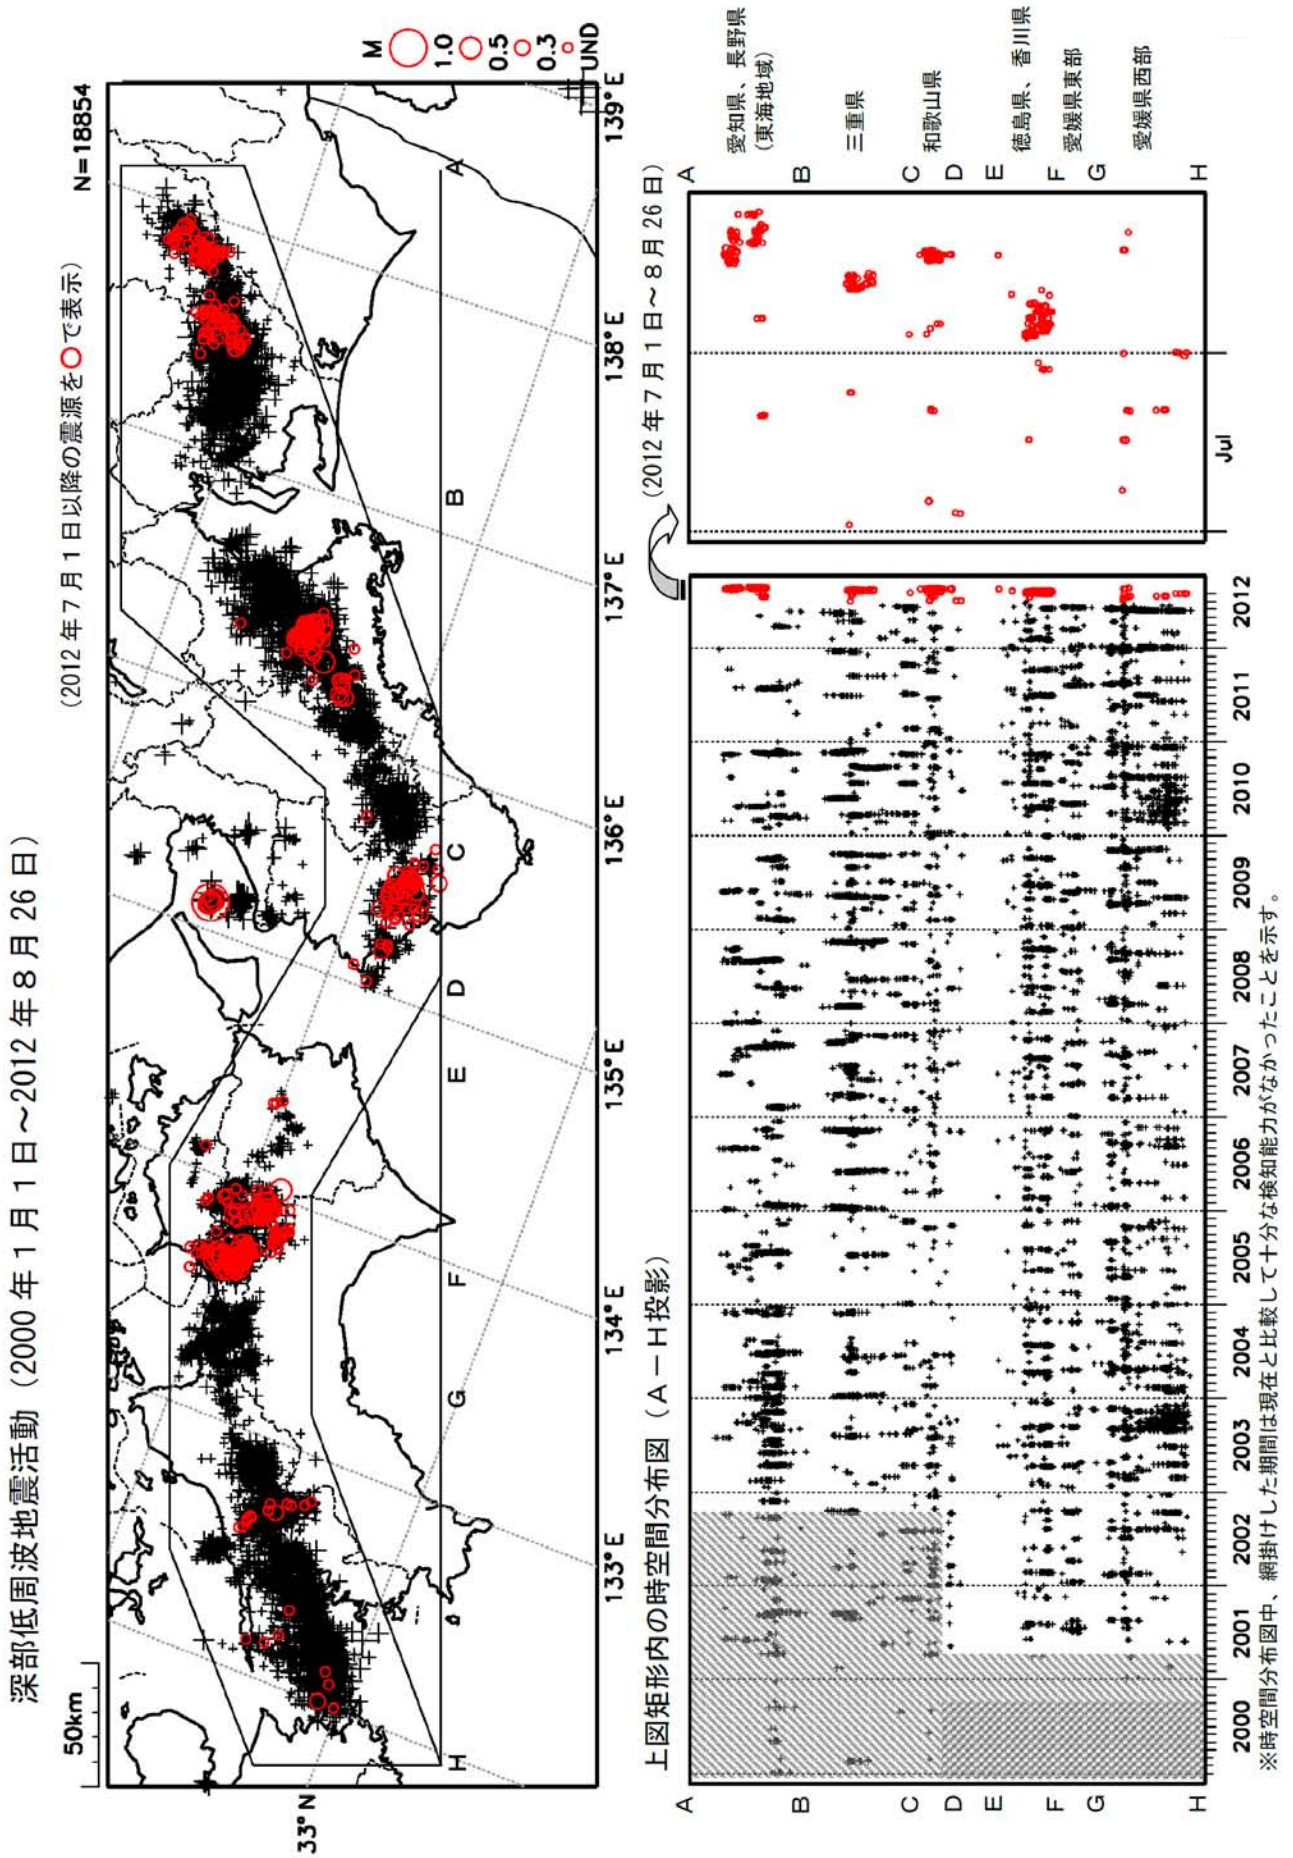 深部低周波地震活動（2000年1月1日～2012年8月26日）
（2012年7月1日以降の震源を○で表示）
N=18854
50km
33°N
133°E
134°E
135°E
136°E
137°E
138°E
139°E
H
G
F
E
D
C
B
A
M
1.0
0.5
0.3
UND
上図矩形内の時空間分布図（A－H投影）
（2012年7月1日～8月26日）
A
B
C
D
E
F
G
H
A
B
C
D
E
F
G
H
愛知県、長野県
（東海地域）
三重県
和歌山県
徳島県、香川県
愛媛県東部
愛媛県西部
2000
2001
2002
2003
2004
2005
2006
2007
2008
2009
2010
2011
2012
Jul
※時空間分布図中、網掛けした期間は現在と比較して十分な検知能力がなかったことを示す。